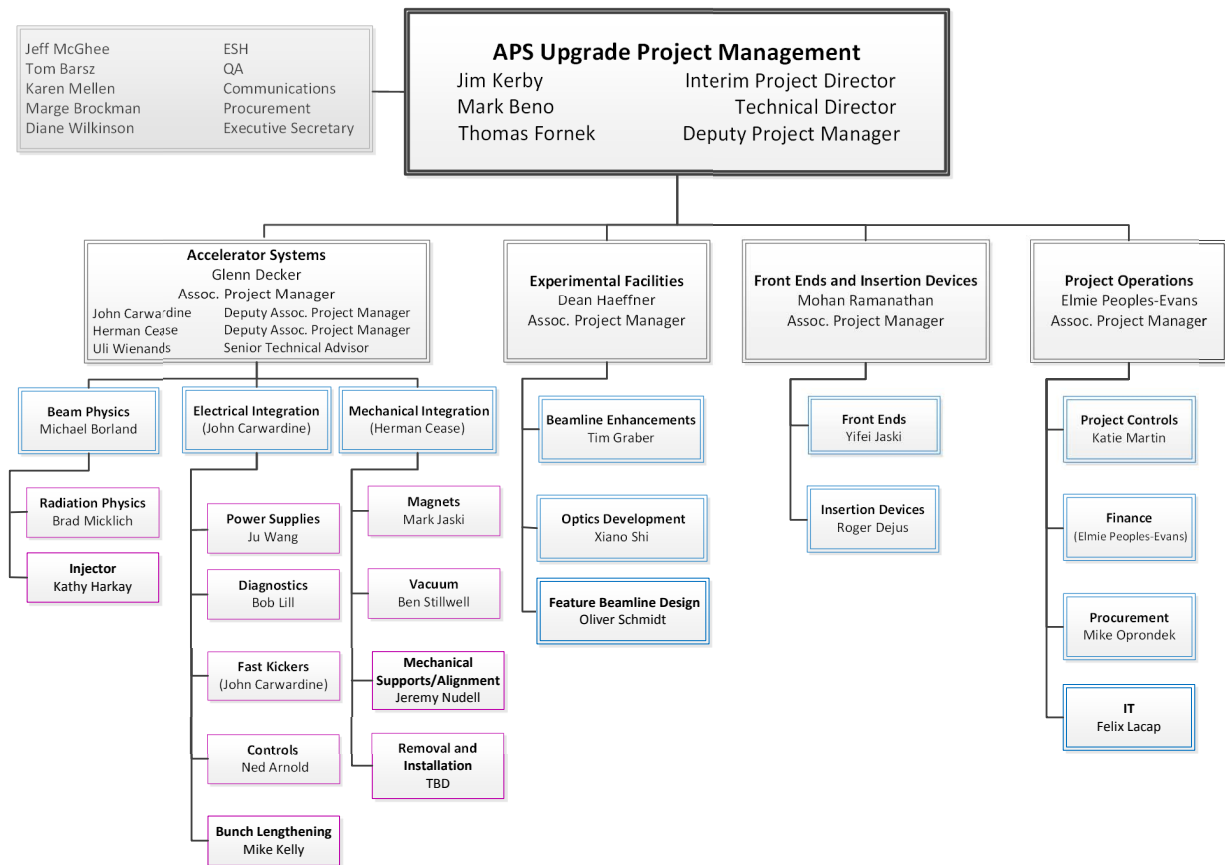 Jeff McGhee ESH
Tom Barsz QA
Karen Mellen Communications
Marge Brockman Procurement
Diane Wilkinson Executive Secretary
APS Upgrade Project Management
Jim Kerby Interim Project Director
Mark Beno Technical Director
Thomas Fornek Deputy Project Manager
Accelerator Systems
Glenn Decker
Assoc. Project Manager
John Carwardine Deputy Assoc. Project Manager
Herman Cease Deputy Assoc. Project Manager
Uli Wienands Senior Technical Advisor
Experimental Facilities
Dean Haeffner
Assoc. Project Manager
Front Ends and Insertion Devices
Mohan Ramanathan
Assoc. Project Manager
Project Operations
Elmie Peoples-Evans
Assoc. Project Manager
Beam Physics
Michael Borland
Radiation Physics
Brad Micklich
Injector
Kathy Harkay
Electrical Integration
(John Carwardine)
Power Supplies
Ju Wang
Diagnostics
Bob Lill
Fast Kickers
(John Carwardine)
Controls
Ned Arnold
Bunch Lengthening
Mike Kelly
Mechanical Integration
(Herman Cease)
Magnets
Mark Jaski
Vacuum
Ben Stillwell
Mechanical
Supports/Alignment
Jeremy Nudell
Removal and
Installation
TBD
Beamline Enhancements
Tim Graber
Optics Development
Xiano Shi
Feature Beamline Design
Oliver Schmidt
Front Ends
Yifei Jaski
Insertion Devices
Roger Dejus
Project Controls
Katie Martin
Finance
(Elmie Peoples-Evans)
Procurement
Mike Oprondek
IT
Felix Lacap